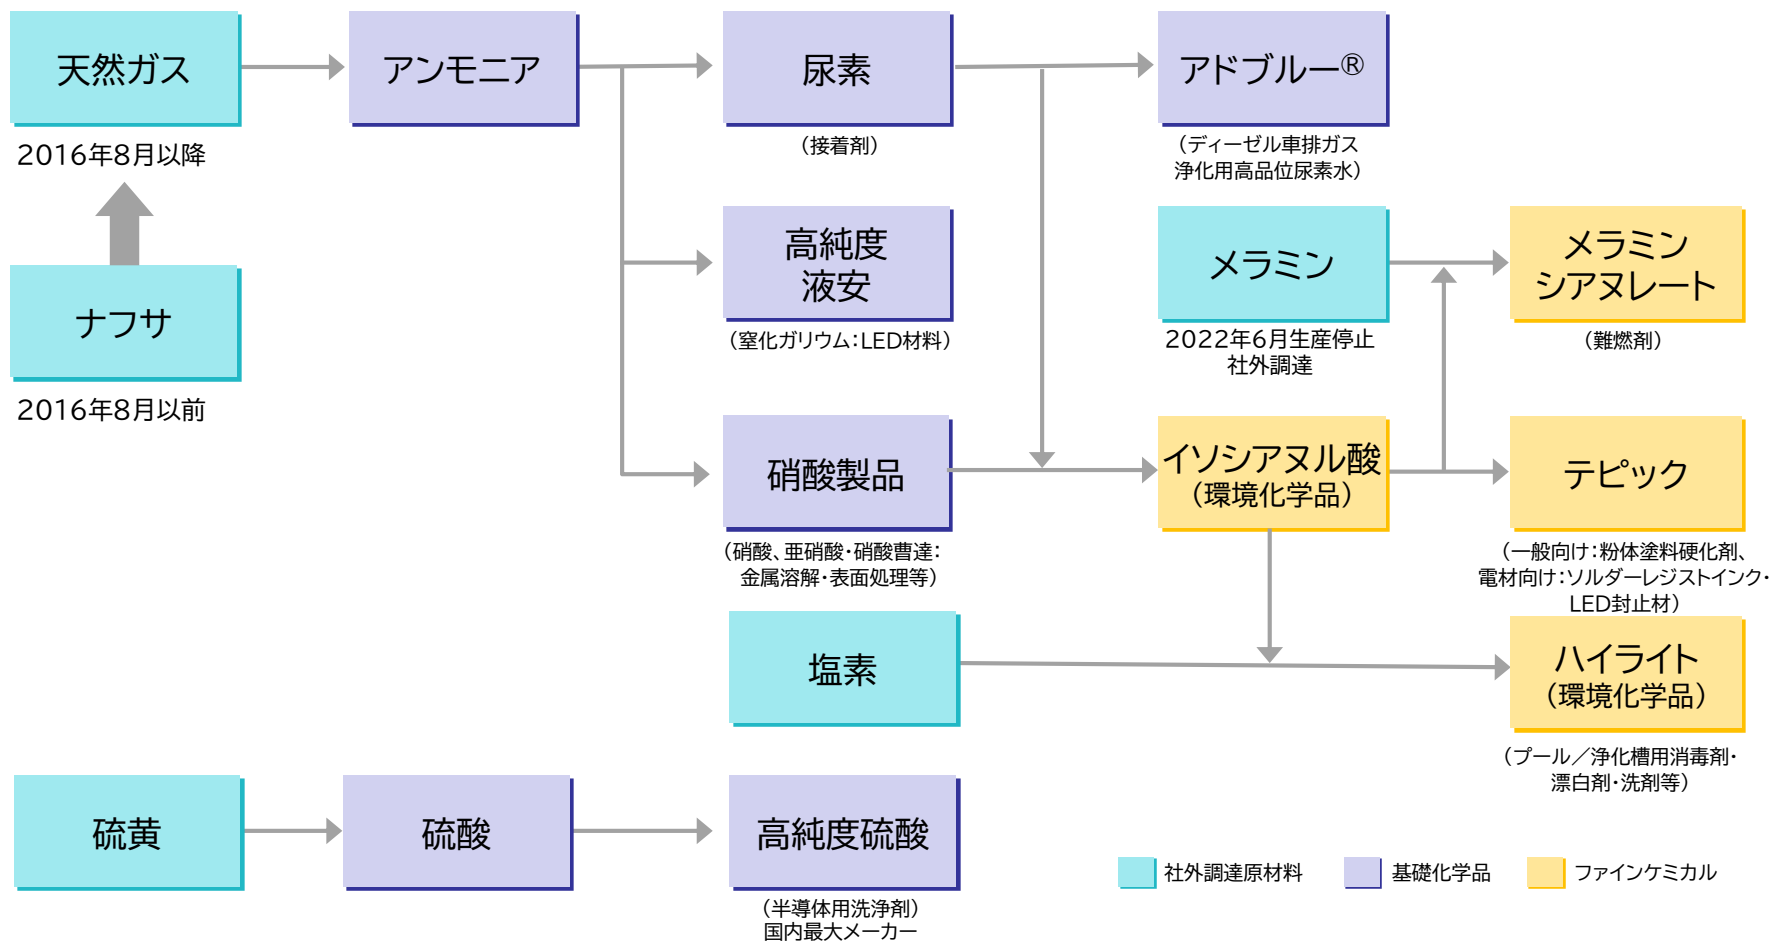 天然ガス
2016年8月以降
ナフサ
2016年8月以前
アンモニア
尿素
（接着剤）
アドブルー®
（ディーゼル車排ガス
浄化用高品位尿素水）
高純度
液安
（窒化ガリウム：LED材料）
メラミン
2022年6月生産停止
社外調達
メラミン
シアヌレート
（難燃剤）
硝酸製品
（硝酸、亜硝酸・硝酸曹達：
金属溶解・表面処理等）
イソシアヌル酸
（環境化学品）
テピック
（一般向け：粉体塗料硬化剤、
電材向け：ソルダーレジストインク・
LED封止材）
塩素
ハイライト
（環境化学品）
（プール／浄化槽用消毒剤・
漂白剤・洗剤等）
硫黄
硫酸
高純度硫酸
（半導体用洗浄剤）
国内最大メーカー
社外調達原材料
基礎化学品
ファインケミカル